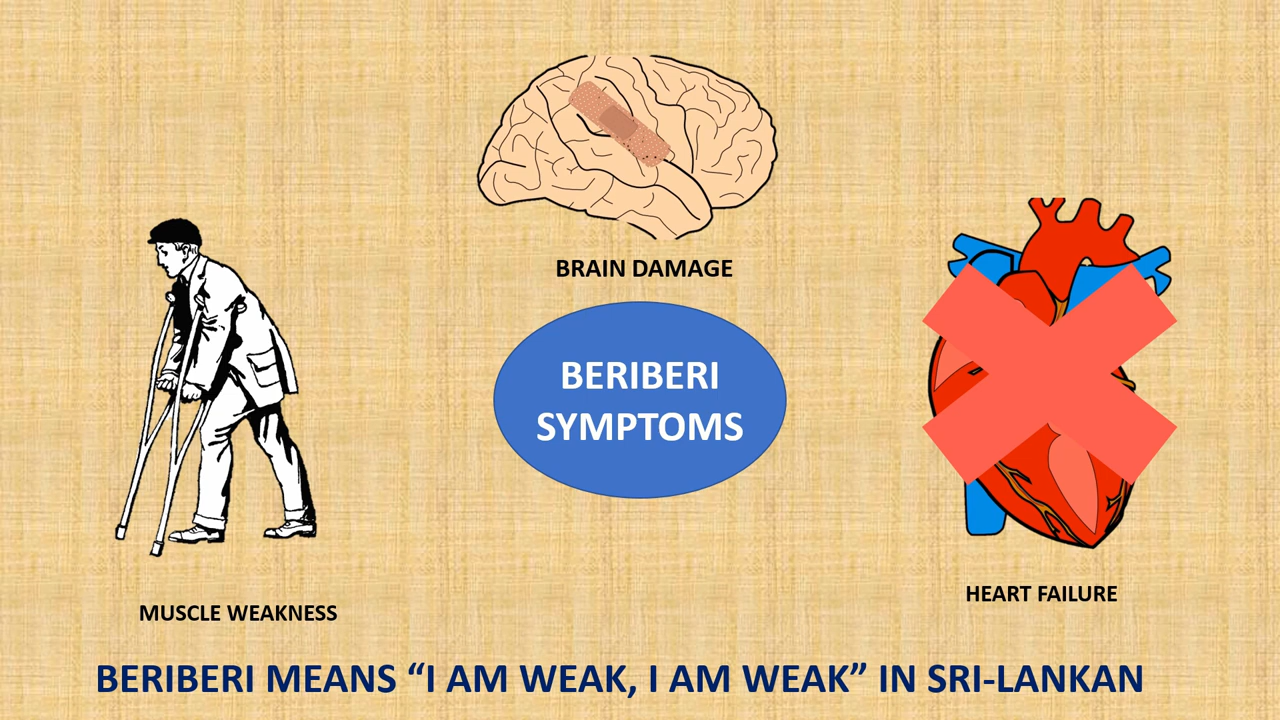 BRAIN DAMAGE
BERIBERI
SYMPTOMS
HEART FAILURE
MUSCLE WEAKNESS
BERIBERI MEANS “I AM WEAK, I AM WEAK” IN SRI-LANKAN